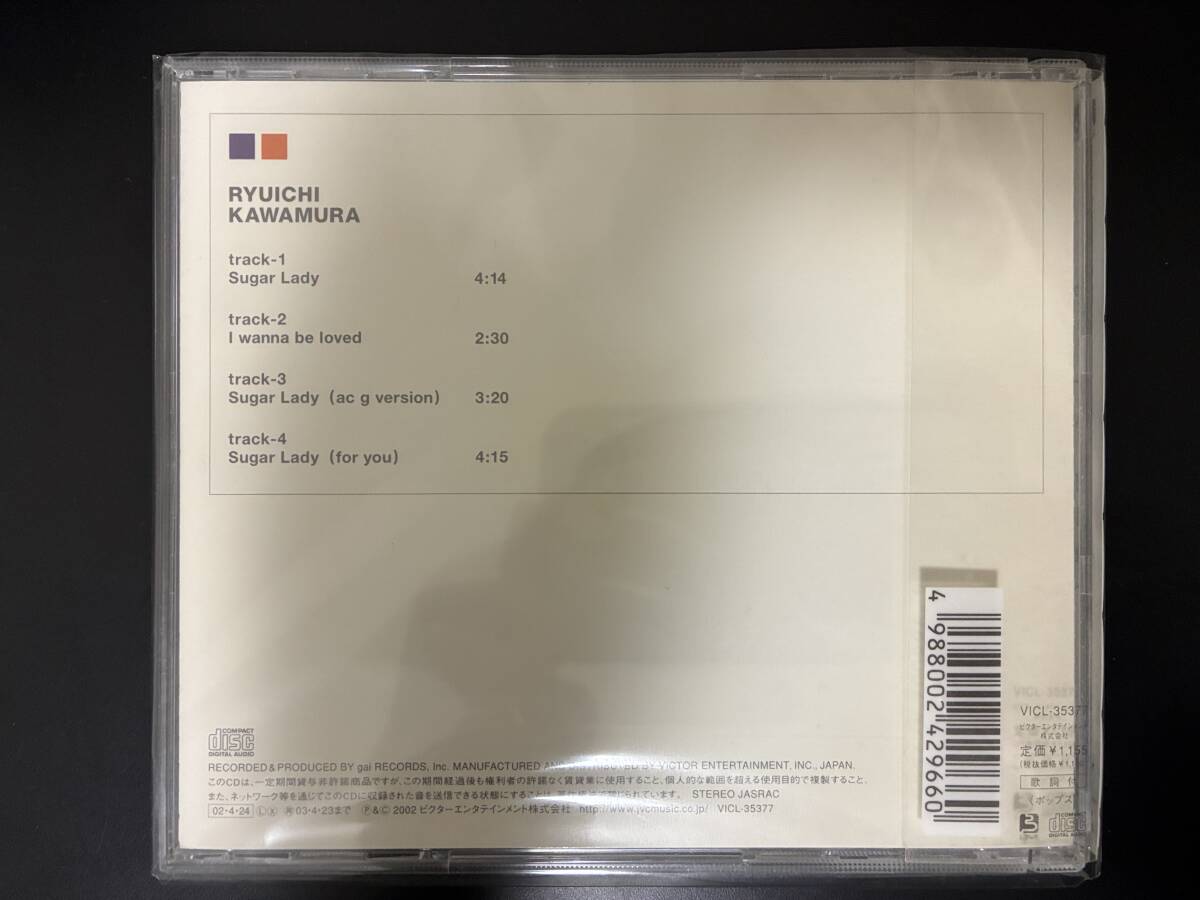 RYUICHI
KAWAMURA
track-1
Sugar Lady 4:14
track-2
I wanna be loved 2:30
track-3
Sugar Lady (ac g version) 3:20
track-4
Sugar Lady (for you) 4:15
COMPACT
disc
DIGITAL AUDIO
RECORDED & PRODUCED BY gai RECORDS, Inc. MANUFACTURED BY VICTOR ENTERTAINMENT, INC., JAPAN.
このCDは、一定期間貸与非許諾商品ですが、この期間経過後も権利者の許諾なく賃貸業に使用すること、個人的な範囲を超える使用目的で複製すること、
また、ネットワーク等を通じてこのCDに収録された音を送信できる状態にすることは、禁じられています。 STEREO JASRAC
02・4・24 L X 03・4・23まで Ⓟ&© 2002 ビクターエンタテインメント株式会社 http://www.jvcmusic.co.jp/ VICL-35377
4 988002 429660
VICL-35377
ビクターエンタテインメント
株式会社
定価¥1,155
歌詞付
(ポップス
COMPACT
disc
DIGITAL AUDIO